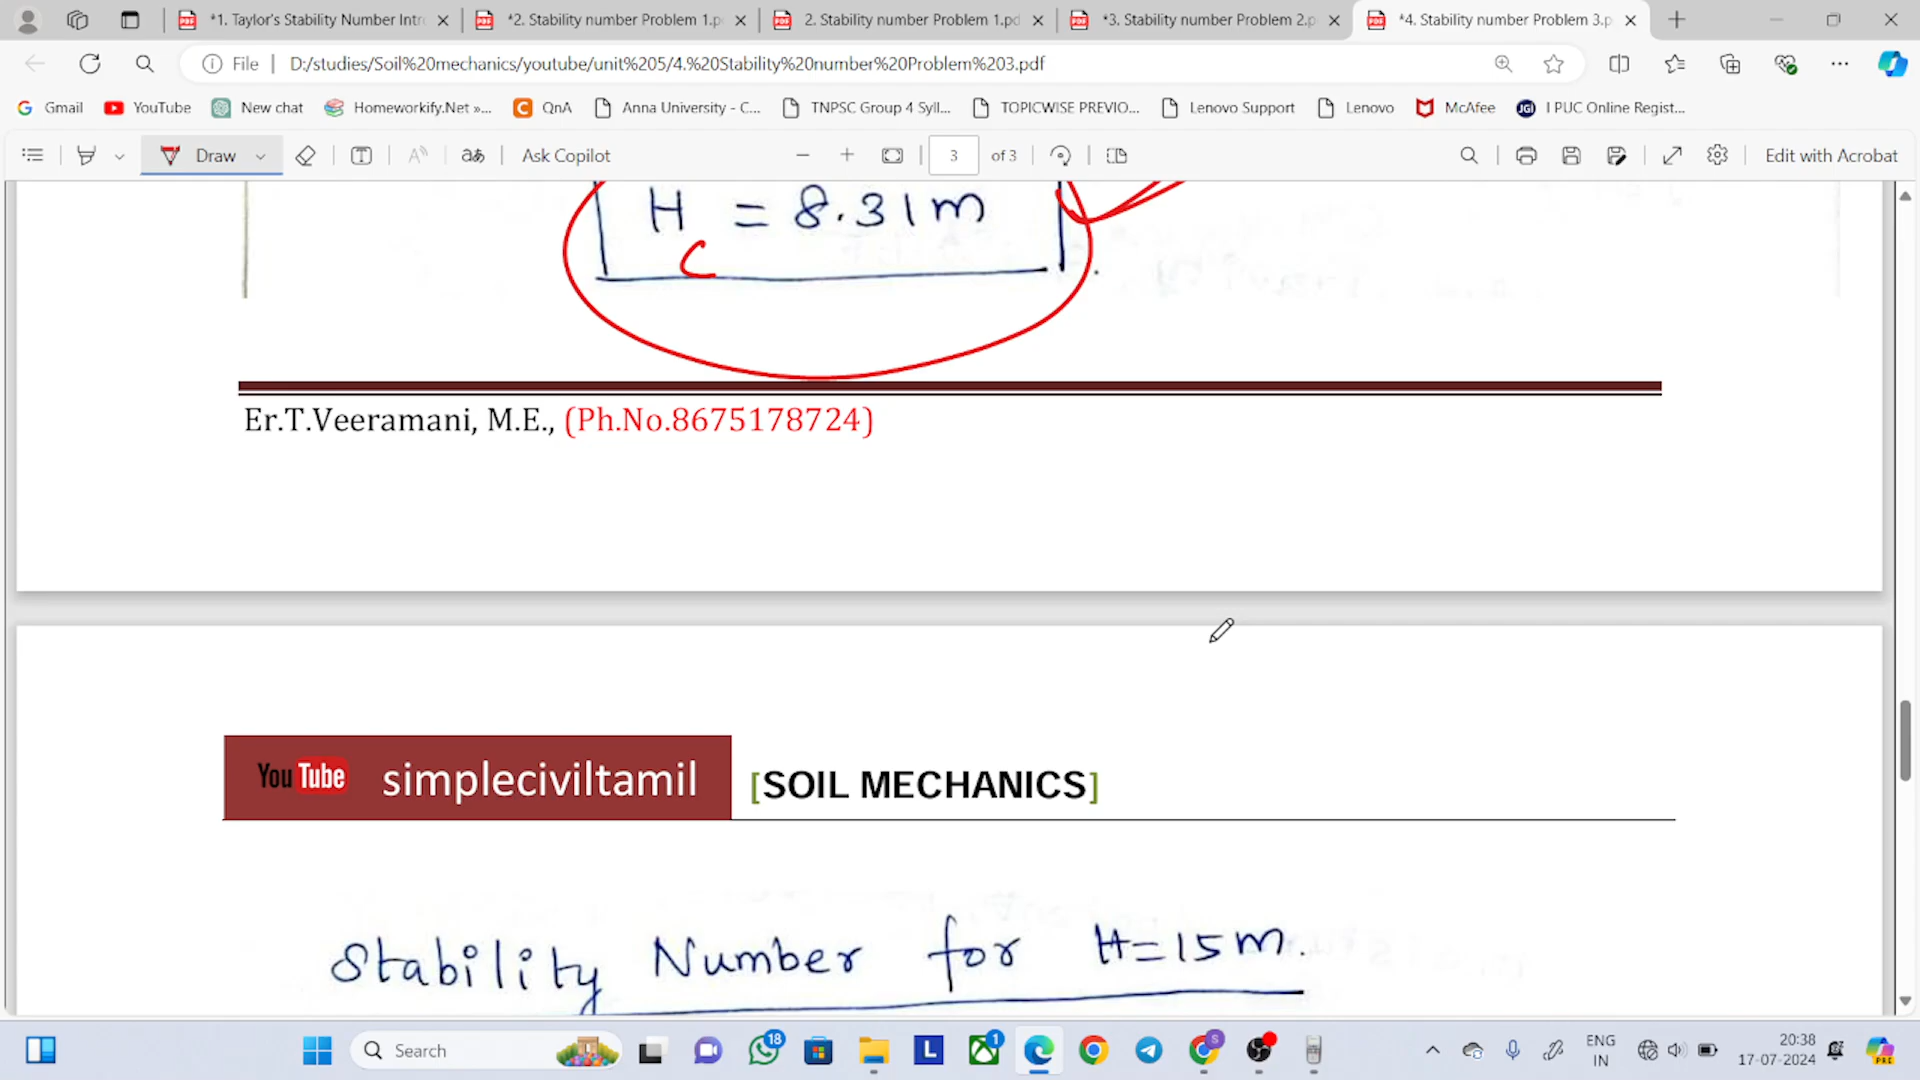 *1. Taylor's Stability Number Intr
*2. Stability number Problem 1.p
2. Stability number Problem 1.pd
*3. Stability number Problem 2.p
*4. Stability number Problem 3.p
File
D:/studies/Soil%20mechanics/youtube/unit%205/4.%20Stability%20number%20Problem%203.pdf
Gmail
YouTube
New chat
Homeworkify.Net »...
QnA
Anna University - C...
TNPSC Group 4 Syll...
TOPICWISE PREVIO...
Lenovo Support
Lenovo
McAfee
I PUC Online Regist...
Draw
Ask Copilot
3
of 3
Edit with Acrobat
H = 8.31m
C
Er.T.Veeramani, M.E., (Ph.No.8675178724)
YouTube simpleciviltamil [SOIL MECHANICS]
Stability Number for H=15m.
Search
18
1
ENG
IN
20:38
17-07-2024